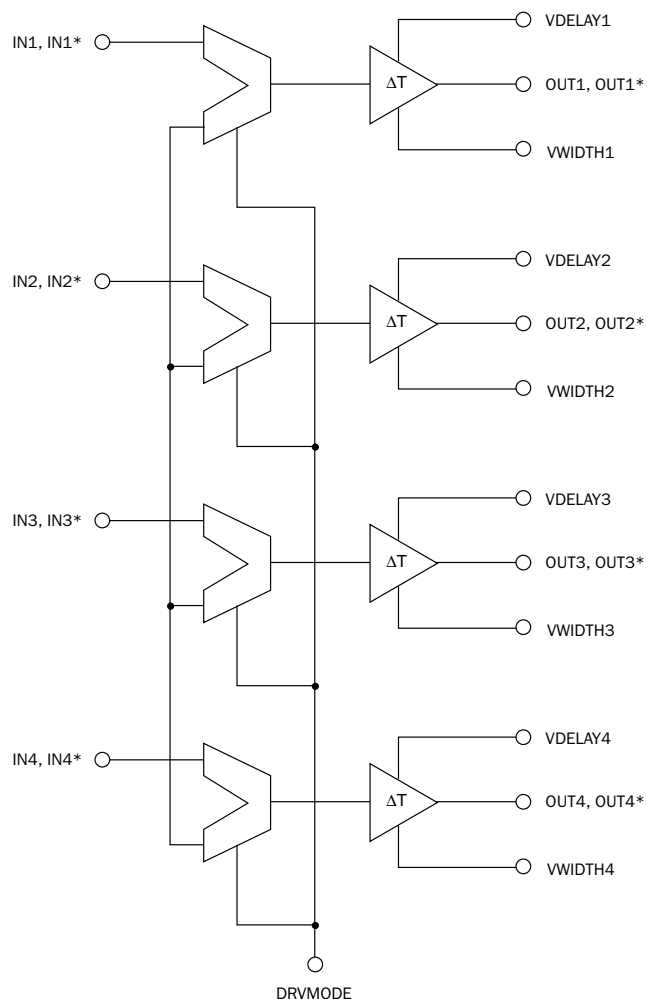 VDELAY1
IN1, IN1*
ΔT
OUT1, OUT1*
VWIDTH1
VDELAY2
IN2, IN2*
ΔT
OUT2, OUT2*
VWIDTH2
VDELAY3
IN3, IN3*
ΔT
OUT3, OUT3*
VWIDTH3
VDELAY4
IN4, IN4*
ΔT
OUT4, OUT4*
VWIDTH4
DRVMODE